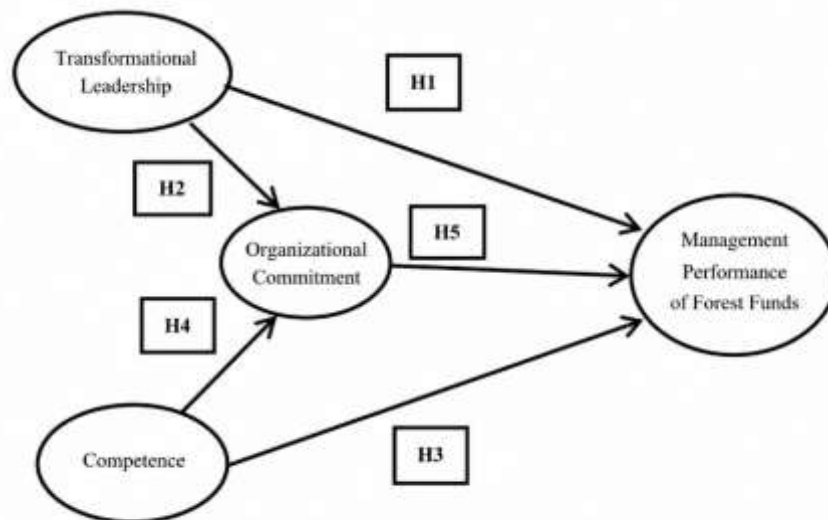 Transformational
Leadership
H1
H2
Organizational
Commitment
H5
Management
Performance
of Forest Funds
H4
Competence
H3